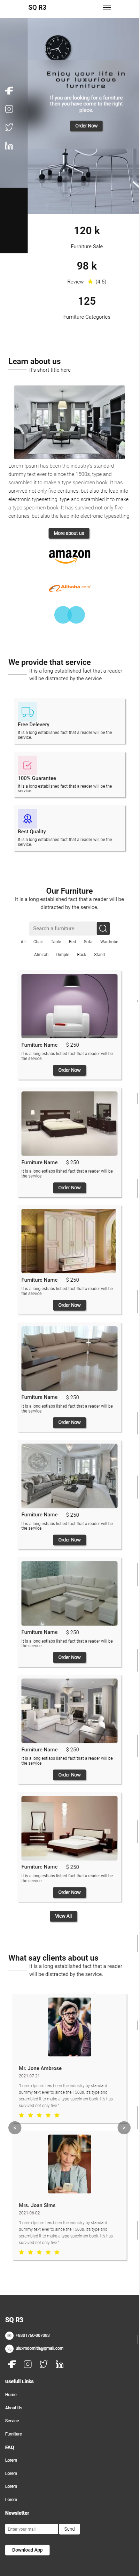 SQ R3
Enjoy your life in
our luxurious
furniture
If you are looking for a furniture
then you have come to the right
place.
Order Now
120 k
Furniture Sale
98 k
Review ★ (4.5)
125
Furniture Categories
Learn about us
It's short title here
Lorem Ipsum has been the industry's standard
dummy text ever to since the 1500s, type and
scrambled it to make a type specimen book. It has
survived not only five centuries, but also the leap into
electronic typesetting. type and scrambled it to make
a type specimen book. It has survived not only five
centuries, but also the leap into electronic typesetting.
More about us
amazon
Alibaba.com
We provide that service
It is a long established fact that a reader
will be distracted by the service
Free Delevery
It is a long established fact that a reader will be the
service.
100% Guarantee
It is a long established fact that a reader will be the
service.
Best Quality
It is a long established fact that a reader will be the
service.
Our Furniture
It is a long established fact that a reader will be
distracted by the service.
Search a furniture
All Chair Table Bed Sofa Wardrobe
Almirah Dimple Rack Stand
Furniture Name $ 250
It is a long establis listed fact that a reader will be
the service
Order Now
Furniture Name $ 250
It is a long establis listed fact that a reader will be
the service
Order Now
Furniture Name $ 250
It is a long establis listed fact that a reader will be
the service
Order Now
Furniture Name $ 250
It is a long establis listed fact that a reader will be
the service
Order Now
Furniture Name $ 250
It is a long establis listed fact that a reader will be
the service
Order Now
Furniture Name $ 250
It is a long establis listed fact that a reader will be
the service
Order Now
Furniture Name $ 250
It is a long establis listed fact that a reader will be
the service
Order Now
Furniture Name $ 250
It is a long establis listed fact that a reader will be
the service
Order Now
View All
What say clients about us
It is a long established fact that a reader
will be distracted by the service.
Mr. Jone Ambrose
2021-07-21
"Lorem Ipsum has been the industry by standard
dummy text ever to since the 1500s. It's type and
scrambled it to make a type specimen book. It has
survived not only five."
Mrs. Joan Sims
2021-06-02
"Lorem Ipsum has been the industry by standard
dummy text ever to since the 1500s. It's type and
scrambled it to make a type specimen book. It has
survived not only five."
SQ R3
+8801760-007083
Usefull Links
Home
About Us
Service
Furniture
FAQ
Lorem
Lorem
Lorem
Lorem
Newsletter
Enter your mail Send
Download App